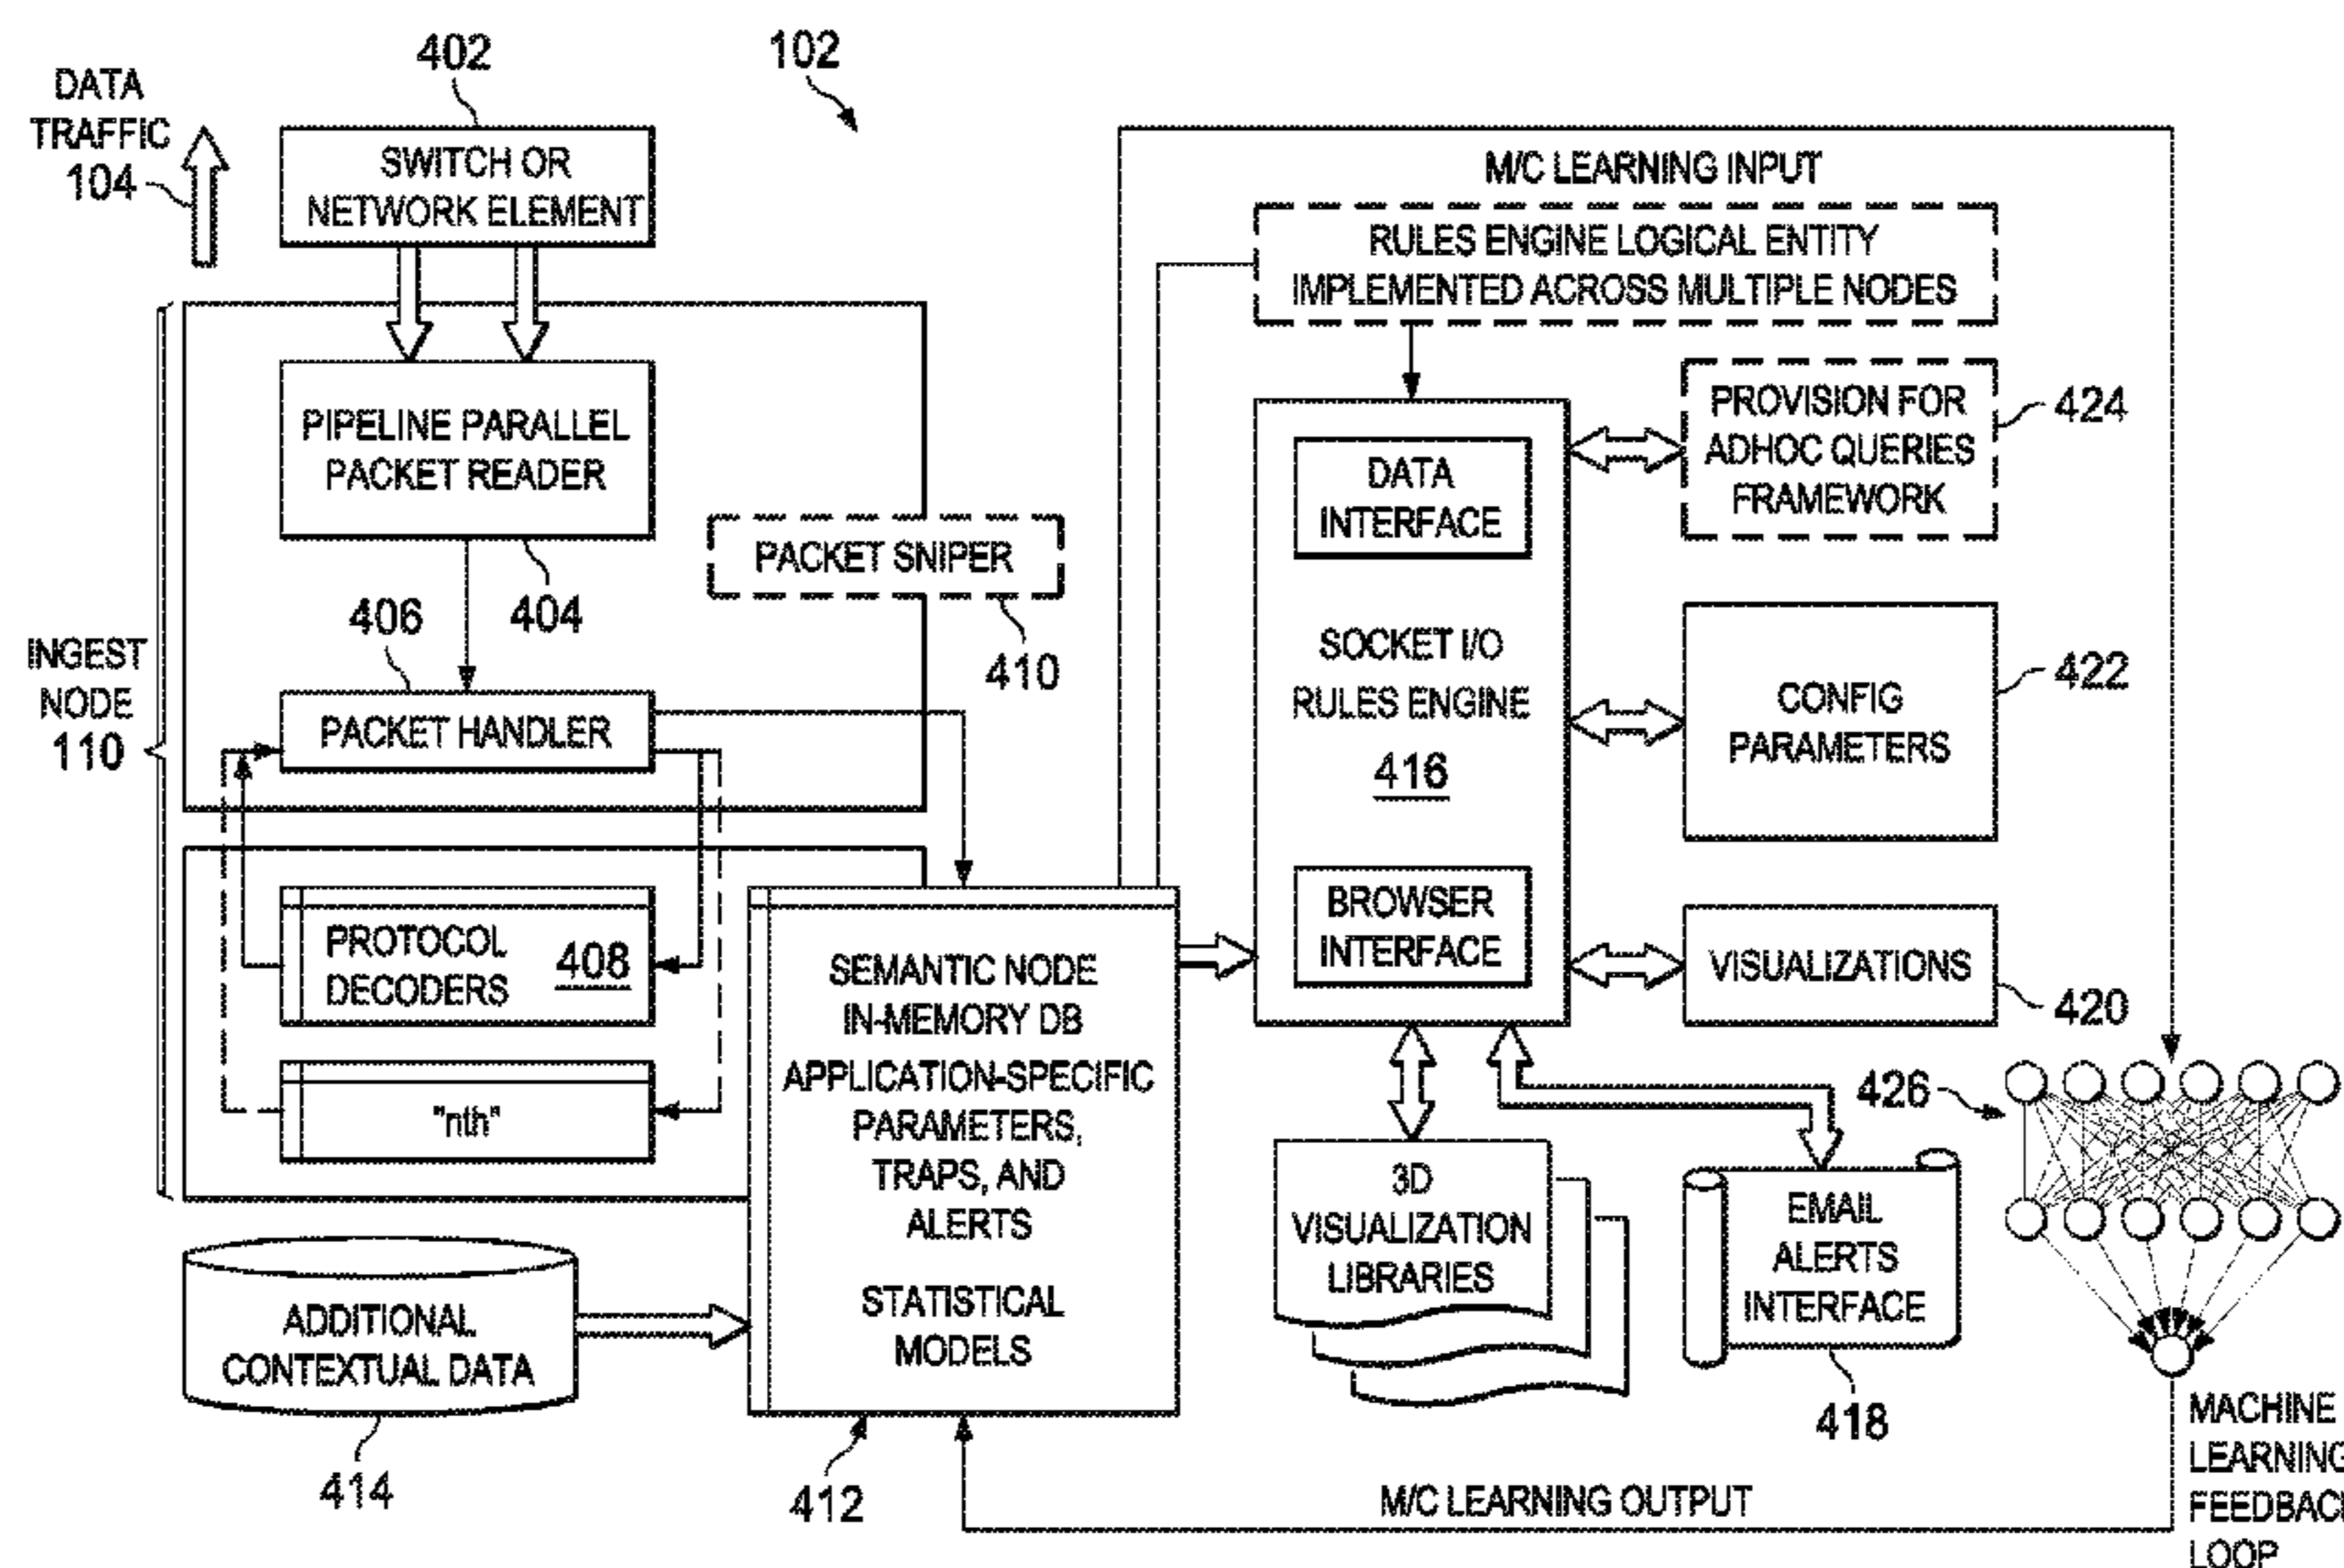 DATA
TRAFFIC
104
402
102
SWITCH OR
NETWORK ELEMENT
M/C LEARNING INPUT
RULES ENGINE LOGICAL ENTITY
IMPLEMENTED ACROSS MULTIPLE NODES
PIPELINE PARALLEL
PACKET READER
404
PACKET SNIPER
410
406
PACKET HANDLER
INGEST
NODE
110
PROTOCOL
DECODERS
408
"nth"
ADDITIONAL
CONTEXTUAL DATA
414
SEMANTIC NODE
IN-MEMORY DB
APPLICATION-SPECIFIC
PARAMETERS,
TRAPS, AND
ALERTS
STATISTICAL
MODELS
412
DATA
INTERFACE
SOCKET I/O
RULES ENGINE
416
BROWSER
INTERFACE
PROVISION FOR
ADHOC QUERIES
FRAMEWORK
424
CONFIG
PARAMETERS
422
VISUALIZATIONS
420
3D
VISUALIZATION
LIBRARIES
EMAIL
ALERTS
INTERFACE
418
426
MACHINE
LEARNING
FEEDBACK
LOOP
M/C LEARNING OUTPUT